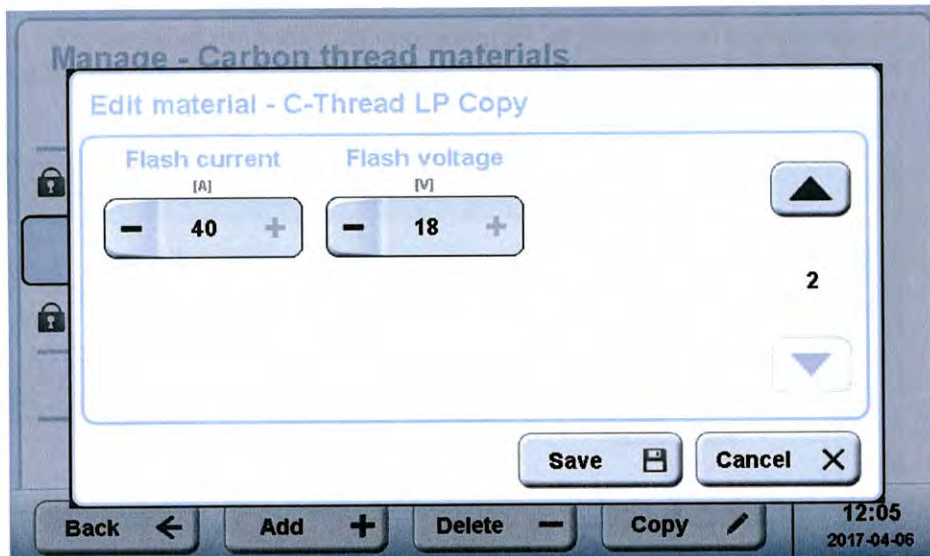 Manage - Carbon thread materials
Edit material - C-Thread LP Copy
Flash current
[A]
Flash voltage
[V]
- 40 +
- 18 +
2
Save
Cancel
Back
Add
Delete
Copy
12:05
2017-04-06